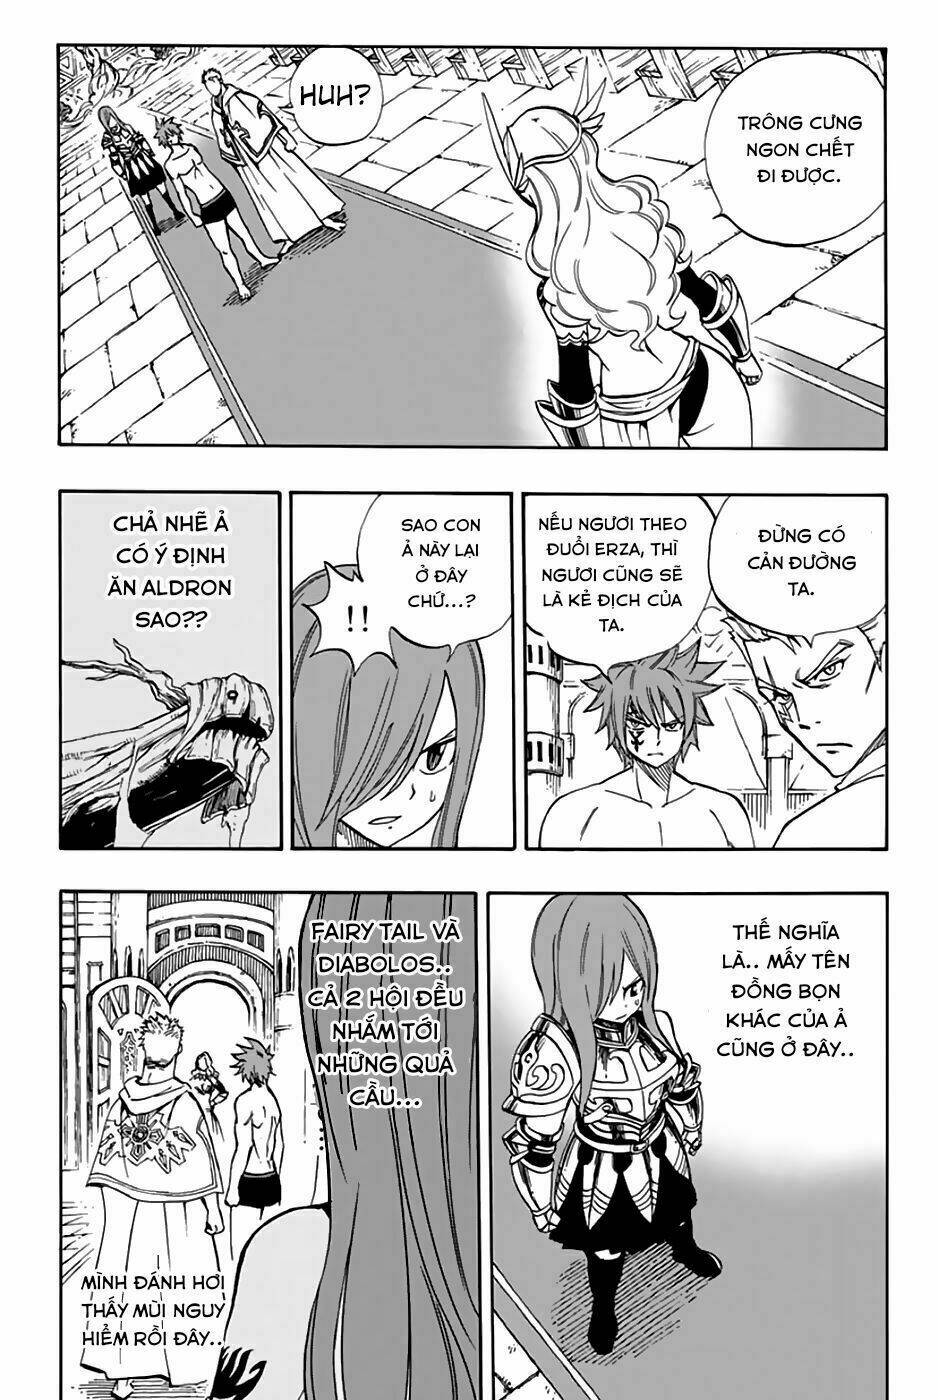 TRÔNG CƯNG
NGON CHẾT
ĐI ĐƯỢC.
HUH?
ĐỪNG CÓ
CẢN ĐƯỜNG
TA.
NẾU NGƯƠI THEO
ĐUỔI ERZA, THÌ
NGƯƠI CŨNG SẼ
LÀ KẺ ĐỊCH CỦA
TA.
SAO CON
Ả NÀY LẠI
Ở ĐÂY
CHỨ...?
!!
CHẢ NHẼ Ả
CÓ Ý ĐỊNH
ĂN ALDRON
SAO??
THẾ NGHĨA
LÀ.. MẤY TÊN
ĐỒNG BỌN
KHÁC CỦA Ả
CŨNG Ở ĐÂY..
FAIRY TAIL VÀ
DIABOLOS..
CẢ 2 HỘI ĐỀU
NHẮM TỚI
NHỮNG QUẢ
CẦU...
MÌNH ĐÁNH HƠI
THẤY MÙI NGUY
HIỂM RỒI ĐÂY..